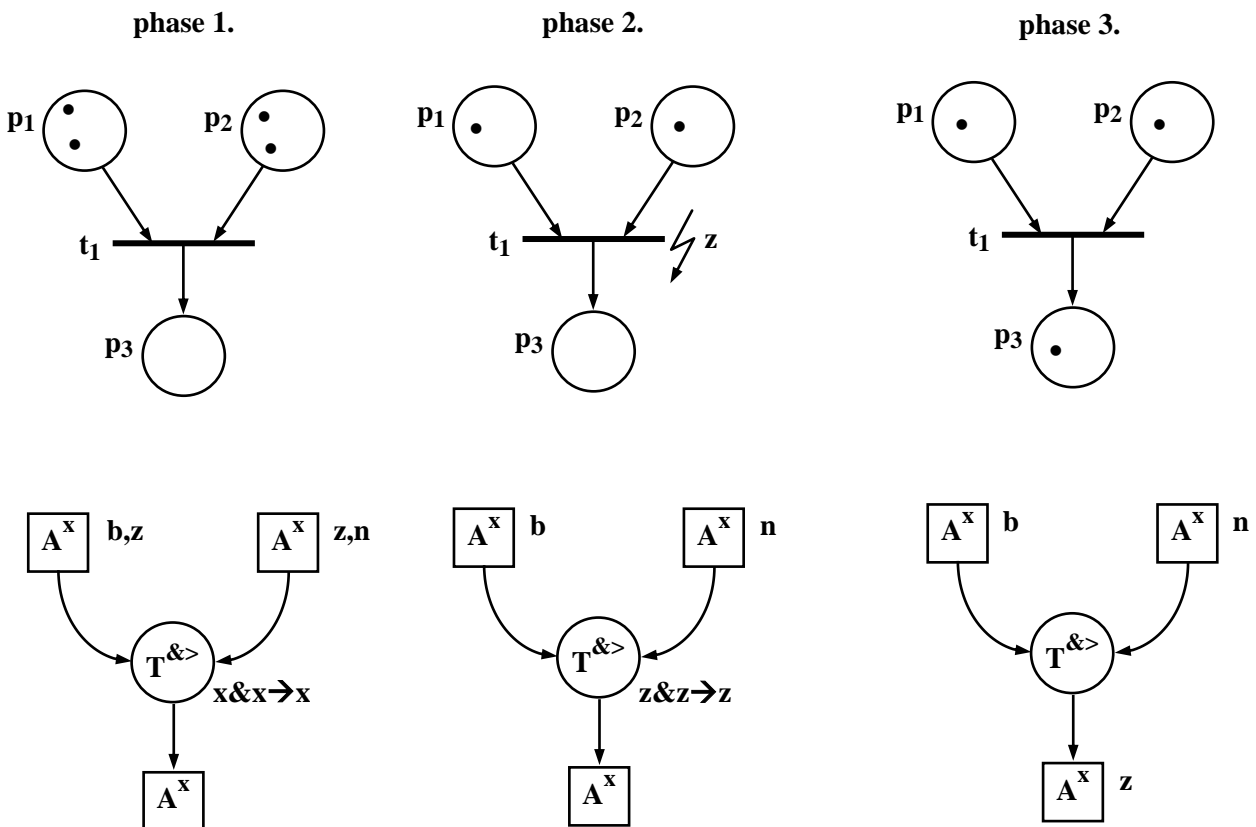 phase 1. phase 2. phase 3.
p1 p2 p1 p2 p1 p2
t1 t1 z t1
p3 p3 p3
A^x b,z A^x z,n A^x b A^x n A^x b A^x n
T^&> T^&> T^&>
x&x→x z&z→z
A^x A^x A^x z